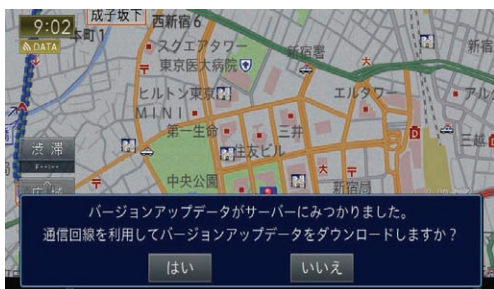 9:02
DATA
成子坂下
本町1
西新宿6
スクエアタワー
東京医大病院
新宿署
新宿
ヒルトン東京
エルタワー
アル
MINI
第一生命
三井
住友ビル
三越
渋滞
中央公園
新宿局
広域
バージョンアップデータがサーバーにみつかりました。
通信回線を利用してバージョンアップデータをダウンロードしますか？
はい
いいえ